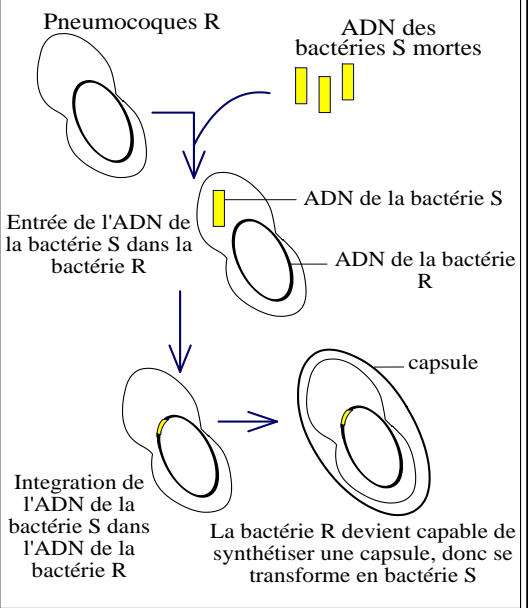 Pneumocoques R
ADN des
bactéries S mortes
ADN de la bactérie S
Entrée de l'ADN de
la bactérie S dans la
bactérie R
ADN de la bactérie
R
capsule
Integration de
l'ADN de la
bactérie S dans
l'ADN de la
bactérie R
La bactérie R devient capable de
synthétiser une capsule, donc se
transforme en bactérie S